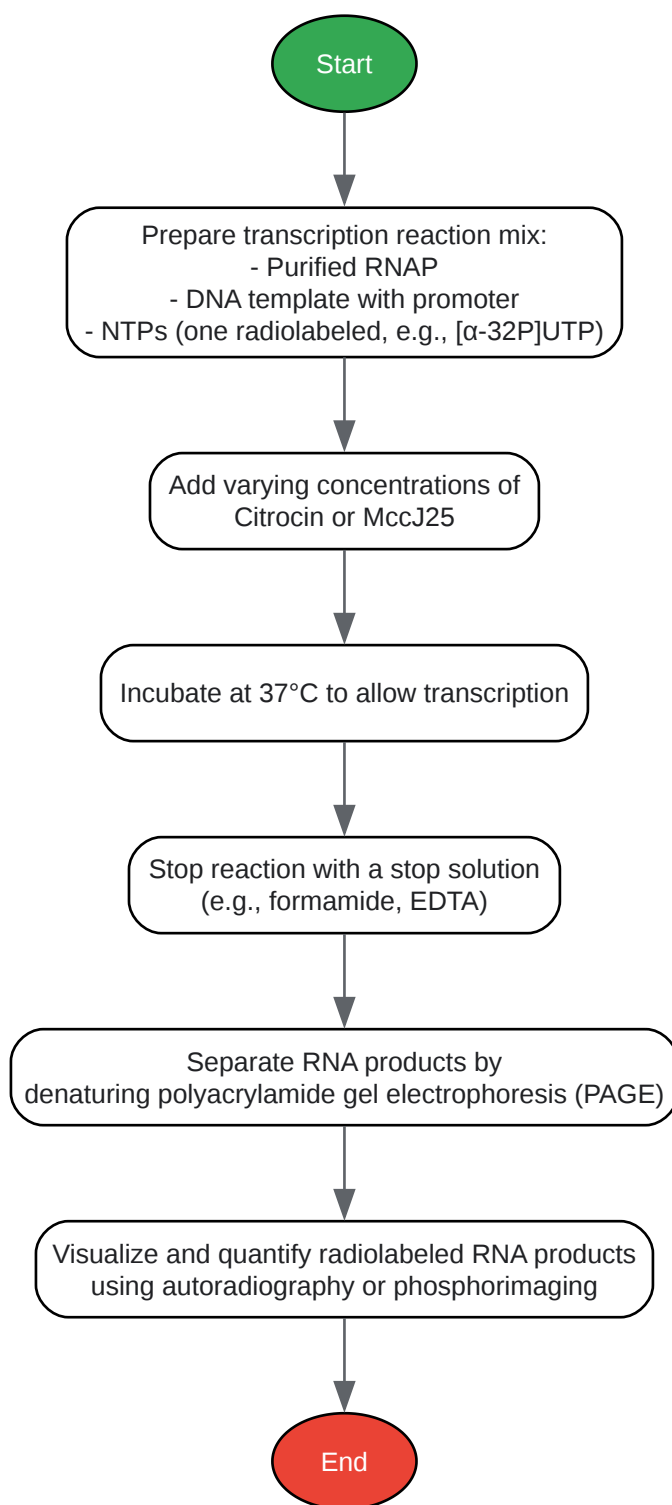 Start
Prepare transcription reaction mix:
- Purified RNAP
- DNA template with promoter
- NTPs (one radiolabeled, e.g., [α-32P]UTP)
Add varying concentrations of
Citrocin or MccJ25
Incubate at 37°C to allow transcription
Stop reaction with a stop solution
(e.g., formamide, EDTA)
Separate RNA products by
denaturing polyacrylamide gel electrophoresis (PAGE)
Visualize and quantify radiolabeled RNA products
using autoradiography or phosphorimaging
End